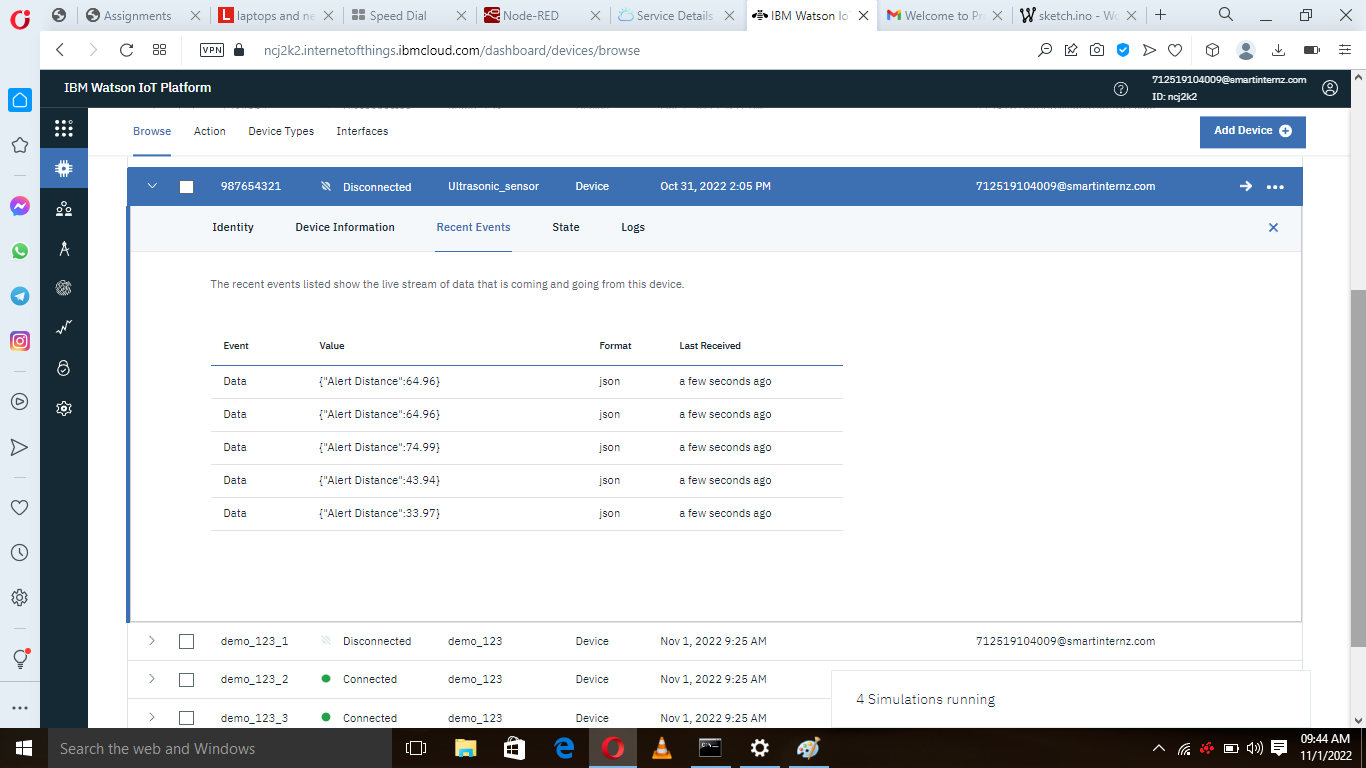 Assignments
laptops and ne
Speed Dial
Node-RED
Service Details
IBM Watson Io
Welcome to Pr
sketch.ino - Wo
VPN
ncj2k2.internetofthings.ibmcloud.com/dashboard/devices/browse
IBM Watson IoT Platform
712519104009@smartinternz.com
ID: ncj2k2
Browse Action Device Types Interfaces
Add Device
987654321 Disconnected Ultrasonic_sensor Device Oct 31, 2022 2:05 PM 712519104009@smartinternz.com
Identity Device Information Recent Events State Logs
The recent events listed show the live stream of data that is coming and going from this device.
Event Value Format Last Received
Data {"Alert Distance":64.96} json a few seconds ago
Data {"Alert Distance":64.96} json a few seconds ago
Data {"Alert Distance":74.99} json a few seconds ago
Data {"Alert Distance":43.94} json a few seconds ago
Data {"Alert Distance":33.97} json a few seconds ago
demo_123_1 Disconnected demo_123 Device Nov 1, 2022 9:25 AM 712519104009@smartinternz.com
demo_123_2 Connected demo_123 Device Nov 1, 2022 9:25 AM
demo_123_3 Connected demo_123 Device Nov 1, 2022 9:25 AM
4 Simulations running
Search the web and Windows
09:44 AM
11/1/2022